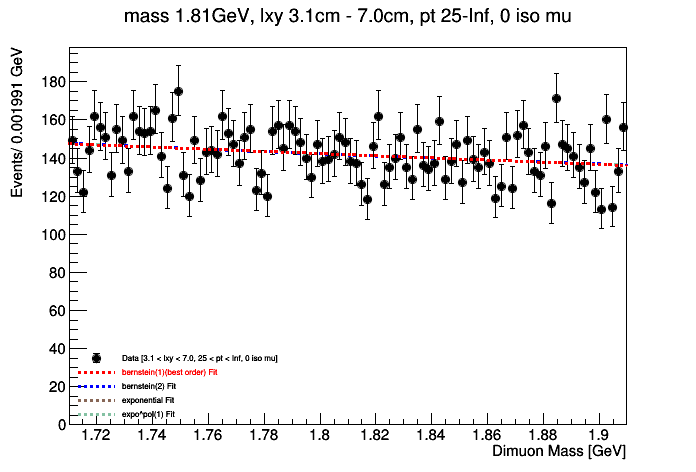 mass 1.81GeV, lxy 3.1cm - 7.0cm, pt 25-Inf, 0 iso mu
Events/ 0.001991 GeV
180
160
140
120
100
80
60
40
20
0
Data [3.1 < lxy < 7.0, 25 < pt < Inf, 0 iso mu]
bernstein(1)(best order) Fit
bernstein(2) Fit
exponential Fit
expo*pol(1) Fit
1.72 1.74 1.76 1.78 1.8 1.82 1.84 1.86 1.88 1.9
Dimuon Mass [GeV]